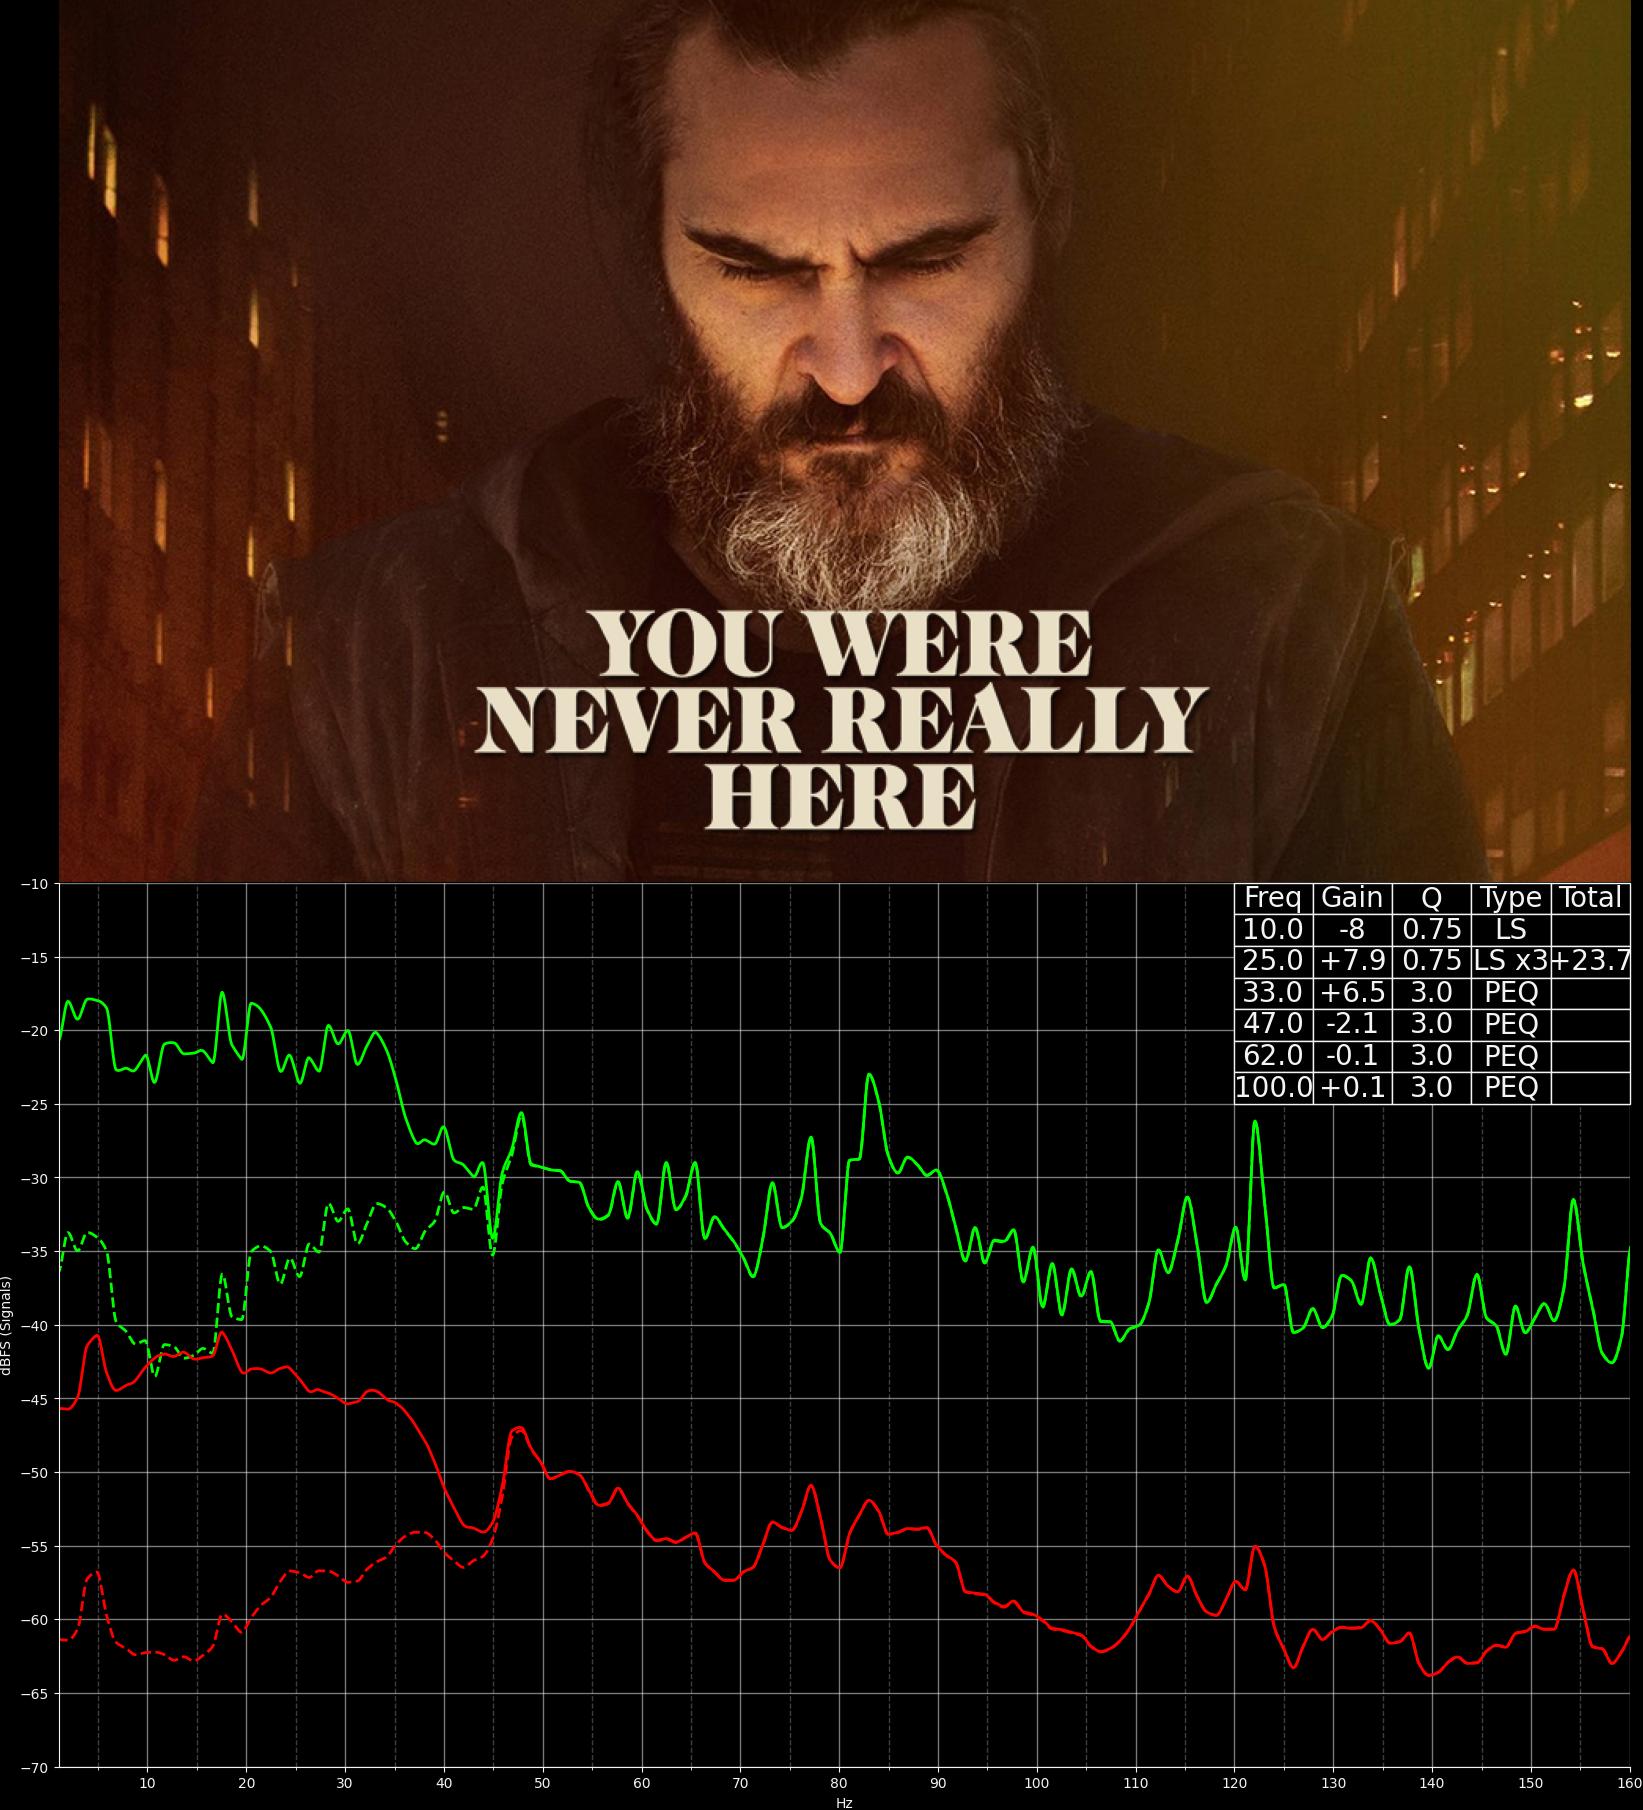 YOU WERE
NEVER REALLY
HERE
Freq Gain Q Type Total
10.0 -8 0.75 LS
25.0 +7.9 0.75 LS x3 +23.7
33.0 +6.5 3.0 PEQ
47.0 -2.1 3.0 PEQ
62.0 -0.1 3.0 PEQ
100.0 +0.1 3.0 PEQ
−10
−15
−20
−25
−30
−35
−40
−45
−50
−55
−60
−65
−70
dBFS (Signals)
10 20 30 40 50 60 70 80 90 100 110 120 130 140 150 160
Hz